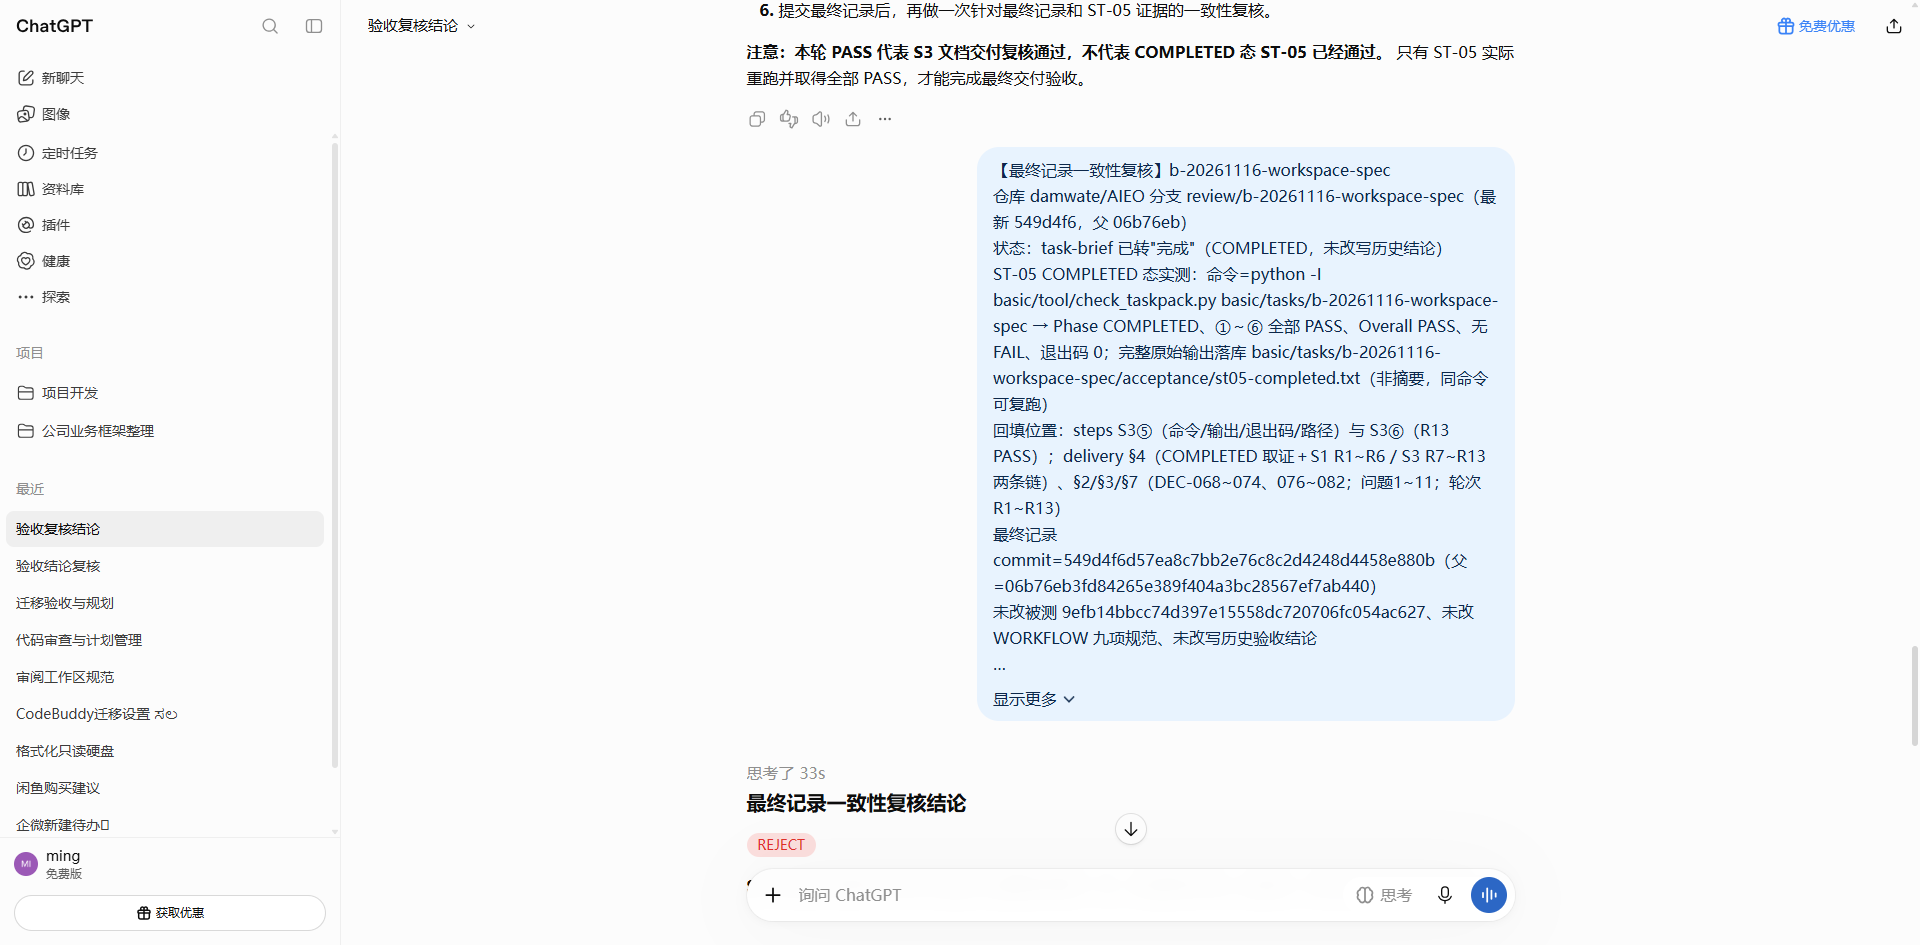 ChatGPT
新聊天
图像
定时任务
资料库
插件
健康
探索
项目
项目开发
公司业务框架整理
最近
验收复核结论
验收结论复核
迁移验收与规划
代码审查与计划管理
审阅工作区规范
CodeBuddy迁移设置
格式化只读硬盘
闲鱼购买建议
企微新建待办
MI
ming
免费版
获取优惠
验收复核结论
免费优惠
6. 提交最终记录后，再做一次针对最终记录和 ST-05 证据的一致性复核。
注意：本轮 PASS 代表 S3 文档交付复核通过，不代表 COMPLETED 态 ST-05 已经通过。 只有 ST-05 实际
重跑并取得全部 PASS，才能完成最终交付验收。
【最终记录一致性复核】b-20261116-workspace-spec
仓库 damwate/AIEO 分支 review/b-20261116-workspace-spec（最
新 549d4f6，父 06b76eb）
状态：task-brief 已转"完成"（COMPLETED，未改写历史结论）
ST-05 COMPLETED 态实测：命令=python -I
basic/tool/check_taskpack.py basic/tasks/b-20261116-workspace-
spec → Phase COMPLETED、①~⑥ 全部 PASS、Overall PASS、无
FAIL、退出码 0；完整原始输出落库 basic/tasks/b-20261116-
workspace-spec/acceptance/st05-completed.txt（非摘要，同命令
可复跑）
回填位置：steps S3⑤（命令/输出/退出码/路径）与 S3⑥（R13
PASS）；delivery §4（COMPLETED 取证＋S1 R1~R6 / S3 R7~R13
两条链）、§2/§3/§7（DEC-068~074、076~082；问题1~11；轮次
R1~R13）
最终记录
commit=549d4f6d57ea8c7bb2e76c8c2d4248d4458e880b（父
=06b76eb3fd84265e389f404a3bc28567ef7ab440）
未改被测 9efb14bbcc74d397e15558dc720706fc054ac627、未改
WORKFLOW 九项规范、未改写历史验收结论
...
显示更多
思考了 33s
最终记录一致性复核结论
REJECT
询问 ChatGPT
思考